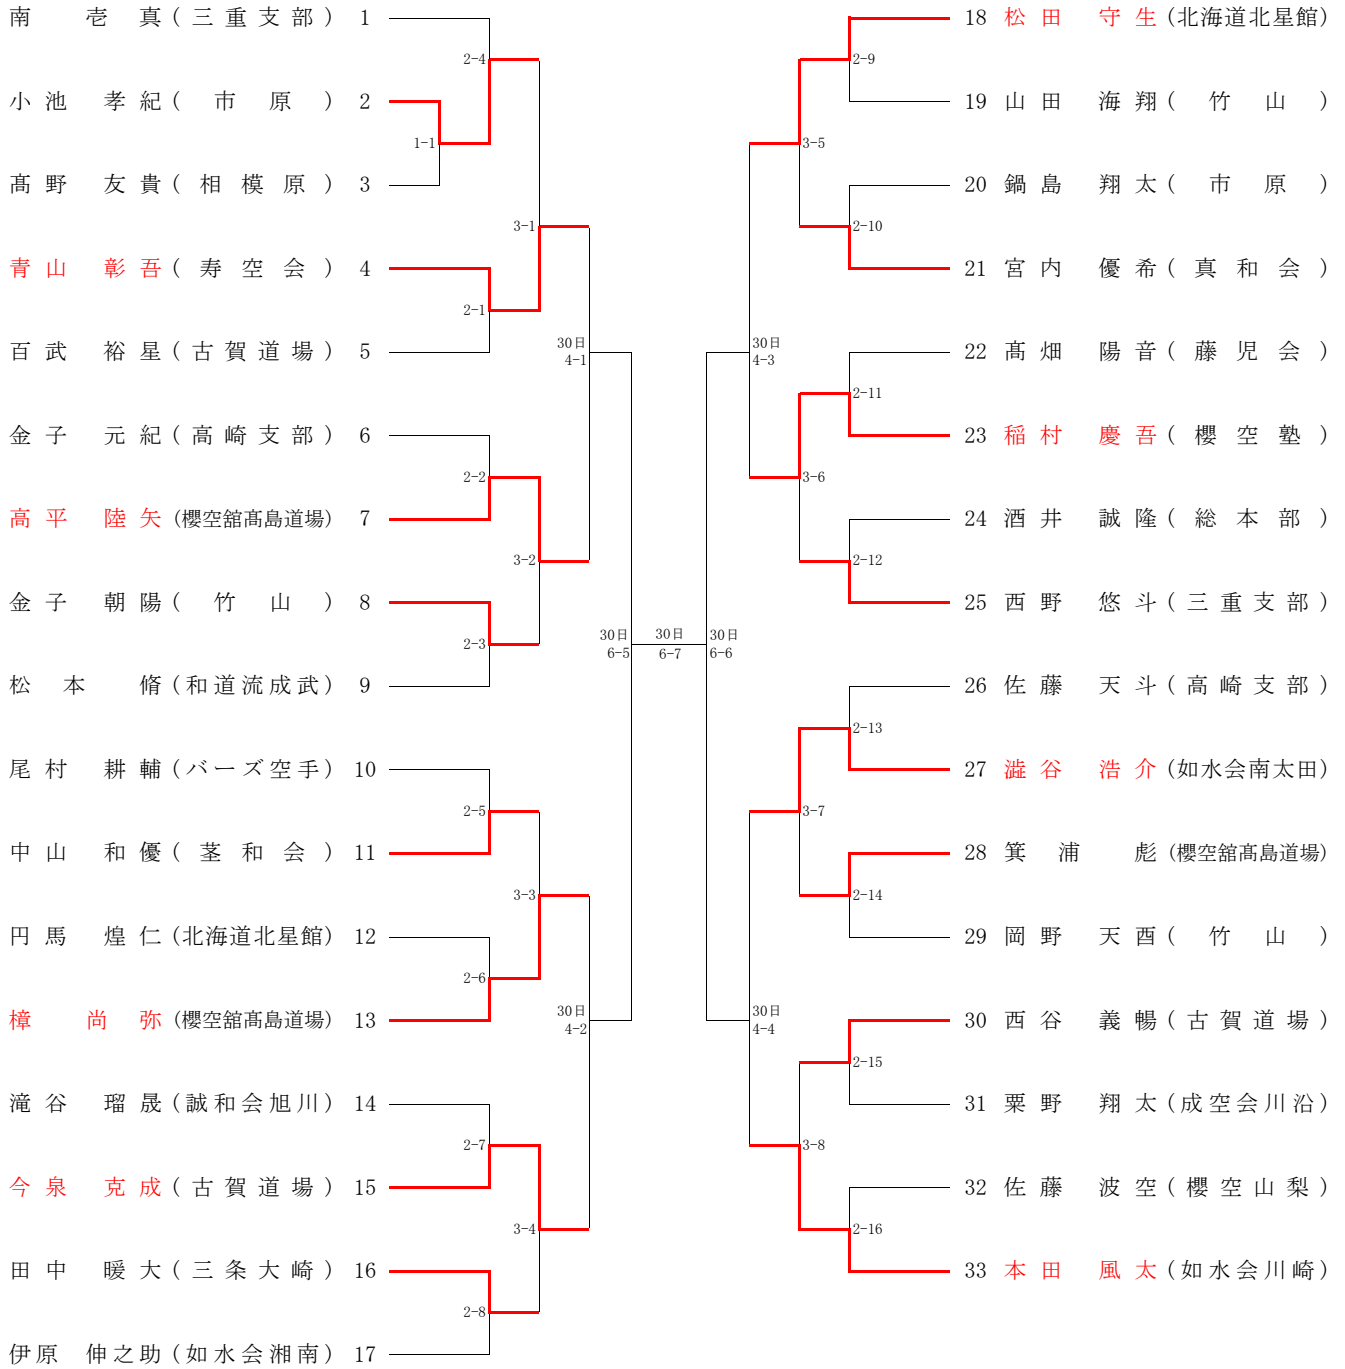 南 壱 真 (三重支部) 1
小池 孝紀 (市原) 2
髙野 友貴 (相模原) 3
青山 彰吾 (寿空会) 4
百武 裕星 (古賀道場) 5
金子 元紀 (高崎支部) 6
高平 陸矢 (櫻空舘髙島道場) 7
金子 朝陽 (竹山) 8
松本 脩 (和道流成武) 9
尾村 耕輔 (バーズ空手) 10
中山 和優 (茎和会) 11
円馬 煌仁 (北海道北星館) 12
樟 尚弥 (櫻空舘髙島道場) 13
滝谷 瑠晟 (誠和会旭川) 14
今泉 克成 (古賀道場) 15
田中 暖大 (三条大崎) 16
伊原 伸之助 (如水会湘南) 17
1-1
2-4
2-1
2-2
2-3
2-5
2-6
2-7
2-8
3-1
3-2
3-3
3-4
30日
4-1
30日
4-2
30日
6-5
30日
6-7
30日
6-6
30日
4-3
30日
4-4
3-5
3-6
3-7
3-8
2-9
2-10
2-11
2-12
2-13
2-14
2-15
2-16
18 松田 守生 (北海道北星館)
19 山田 海翔 (竹山)
20 鍋島 翔太 (市原)
21 宮内 優希 (真和会)
22 髙畑 陽音 (藤児会)
23 稲村 慶吾 (櫻空塾)
24 酒井 誠隆 (総本部)
25 西野 悠斗 (三重支部)
26 佐藤 天斗 (高崎支部)
27 澁谷 浩介 (如水会南太田)
28 箕浦 彪 (櫻空舘髙島道場)
29 岡野 天酉 (竹山)
30 西谷 義暢 (古賀道場)
31 粟野 翔太 (成空会川沿)
32 佐藤 波空 (櫻空山梨)
33 本田 風太 (如水会川崎)